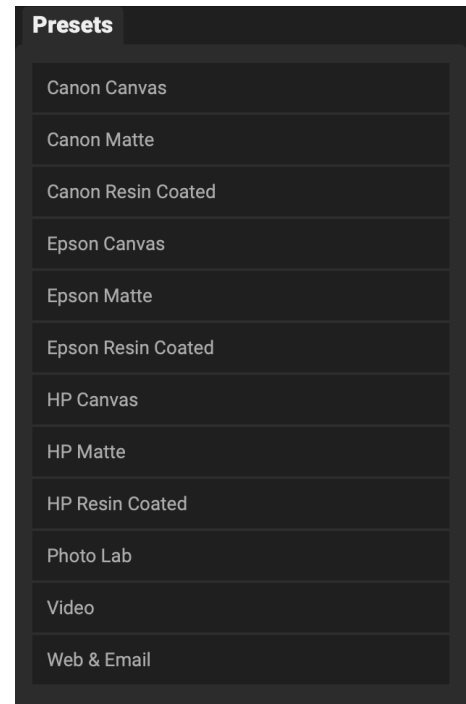 Presets
Canon Canvas
Canon Matte
Canon Resin Coated
Epson Canvas
Epson Matte
Epson Resin Coated
HP Canvas
HP Matte
HP Resin Coated
Photo Lab
Video
Web & Email